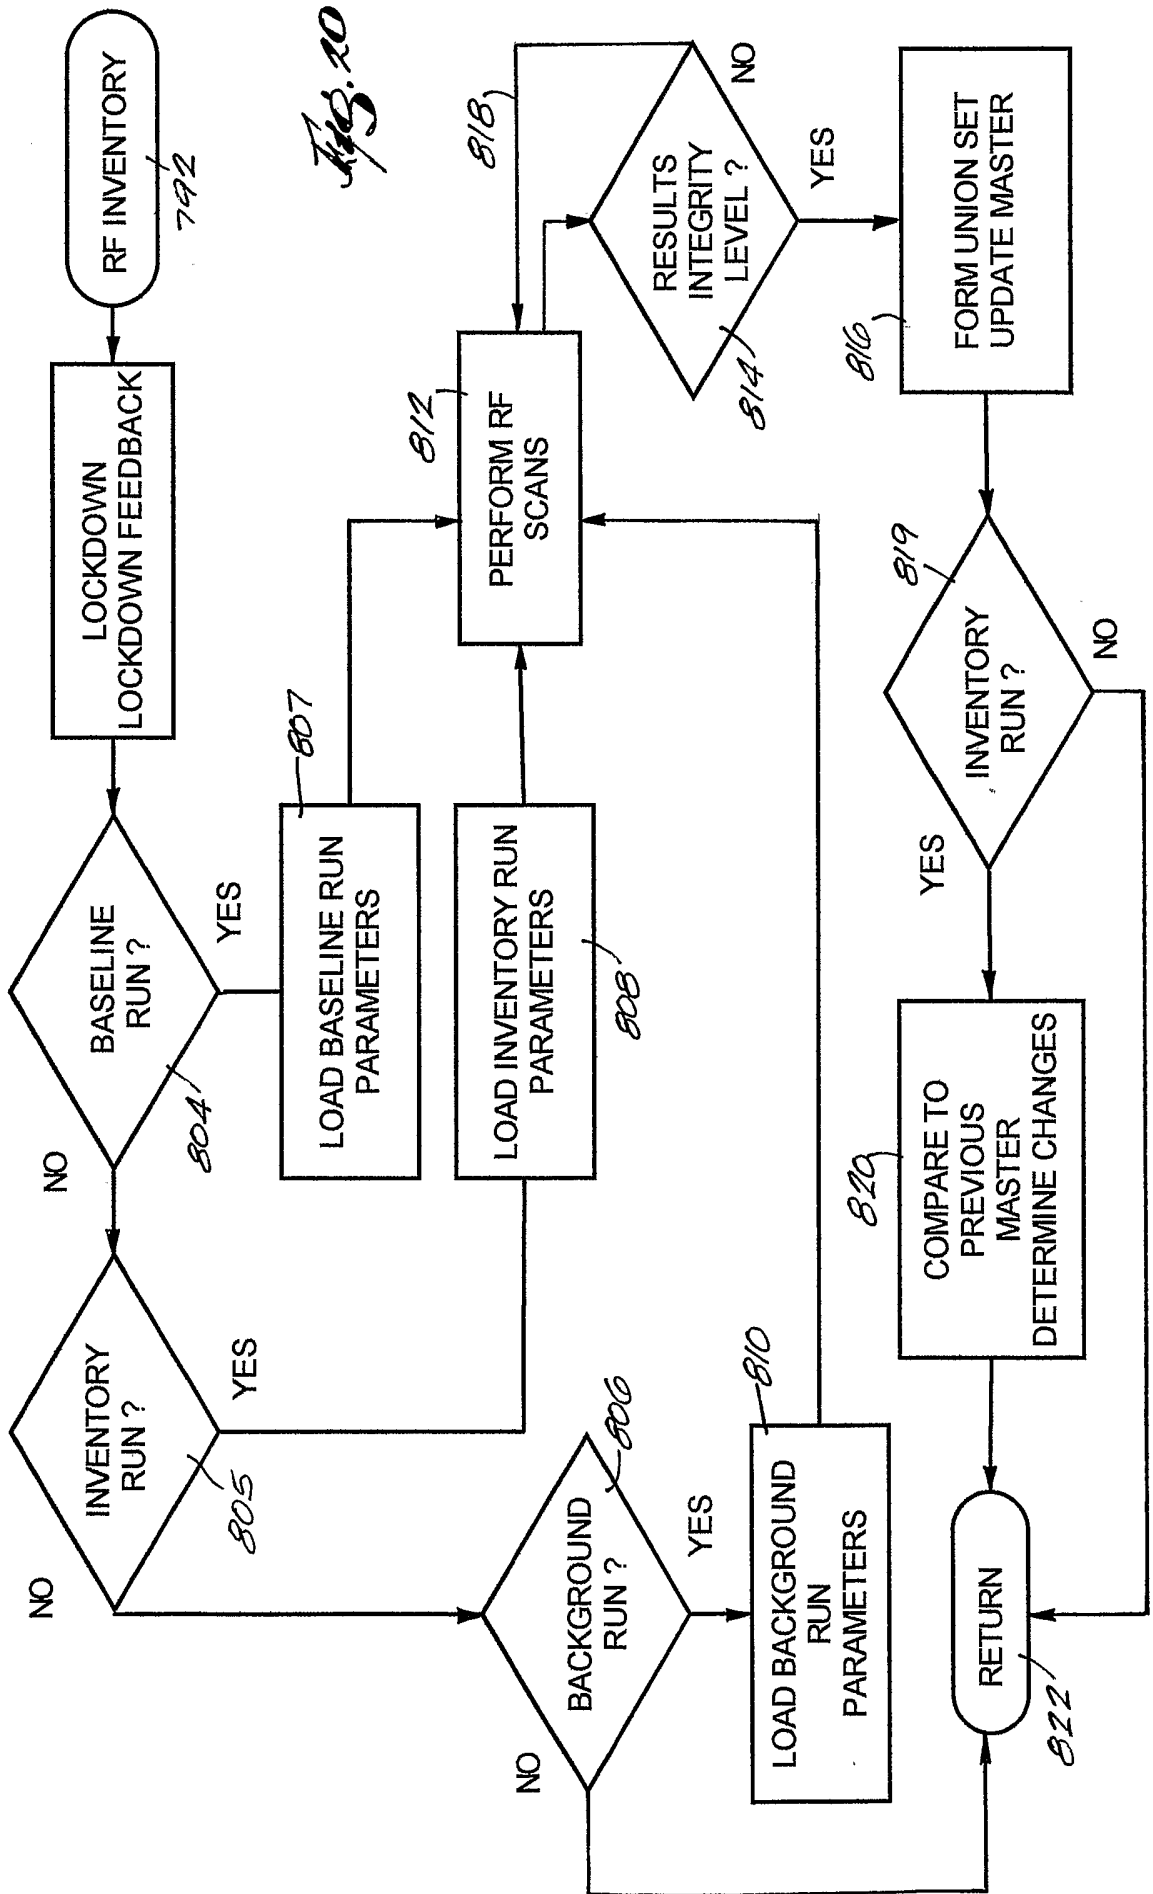 RF INVENTORY
792
Fig. 20
LOCKDOWN
LOCKDOWN FEEDBACK
BASELINE
RUN ?
804
NO
YES
INVENTORY
RUN ?
805
NO
YES
LOAD BASELINE RUN
PARAMETERS
807
LOAD INVENTORY RUN
PARAMETERS
808
BACKGROUND
RUN ?
806
NO
YES
LOAD BACKGROUND
RUN
PARAMETERS
810
PERFORM RF
SCANS
812
818
RESULTS
INTEGRITY
LEVEL ?
814
NO
YES
FORM UNION SET
UPDATE MASTER
816
INVENTORY
RUN ?
819
YES
NO
COMPARE TO
PREVIOUS
MASTER
DETERMINE CHANGES
820
RETURN
822